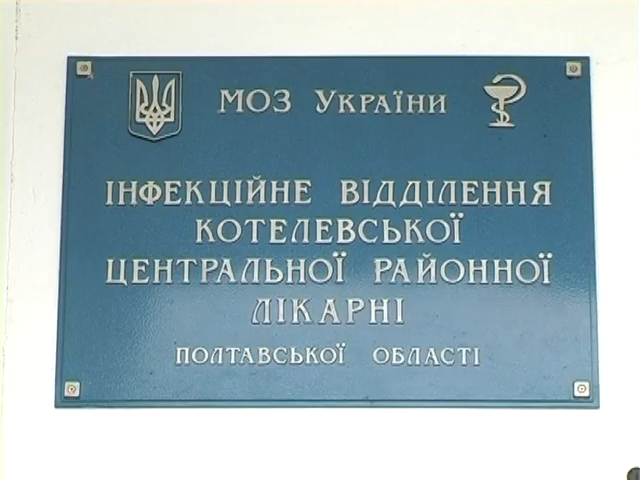 МОЗ УКРАЇНИ
ІНФЕКЦІЙНЕ ВІДДІЛЕННЯ
КОТЕЛЕВСЬКОЇ
ЦЕНТРАЛЬНОЇ РАЙОННОЇ
ЛІКАРНІ
ПОЛТАВСЬКОЇ ОБЛАСТІ